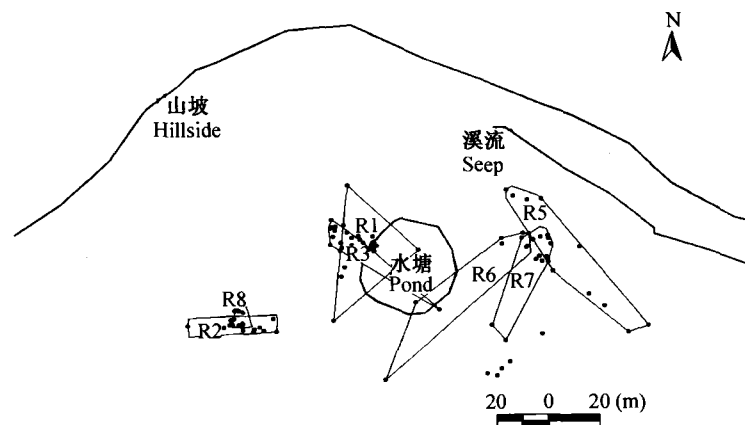 N
山坡
Hillside
溪流
Seep
R5
R1
R3
水塘
Pond
R6
R7
R8
R2
20 0 20 (m)